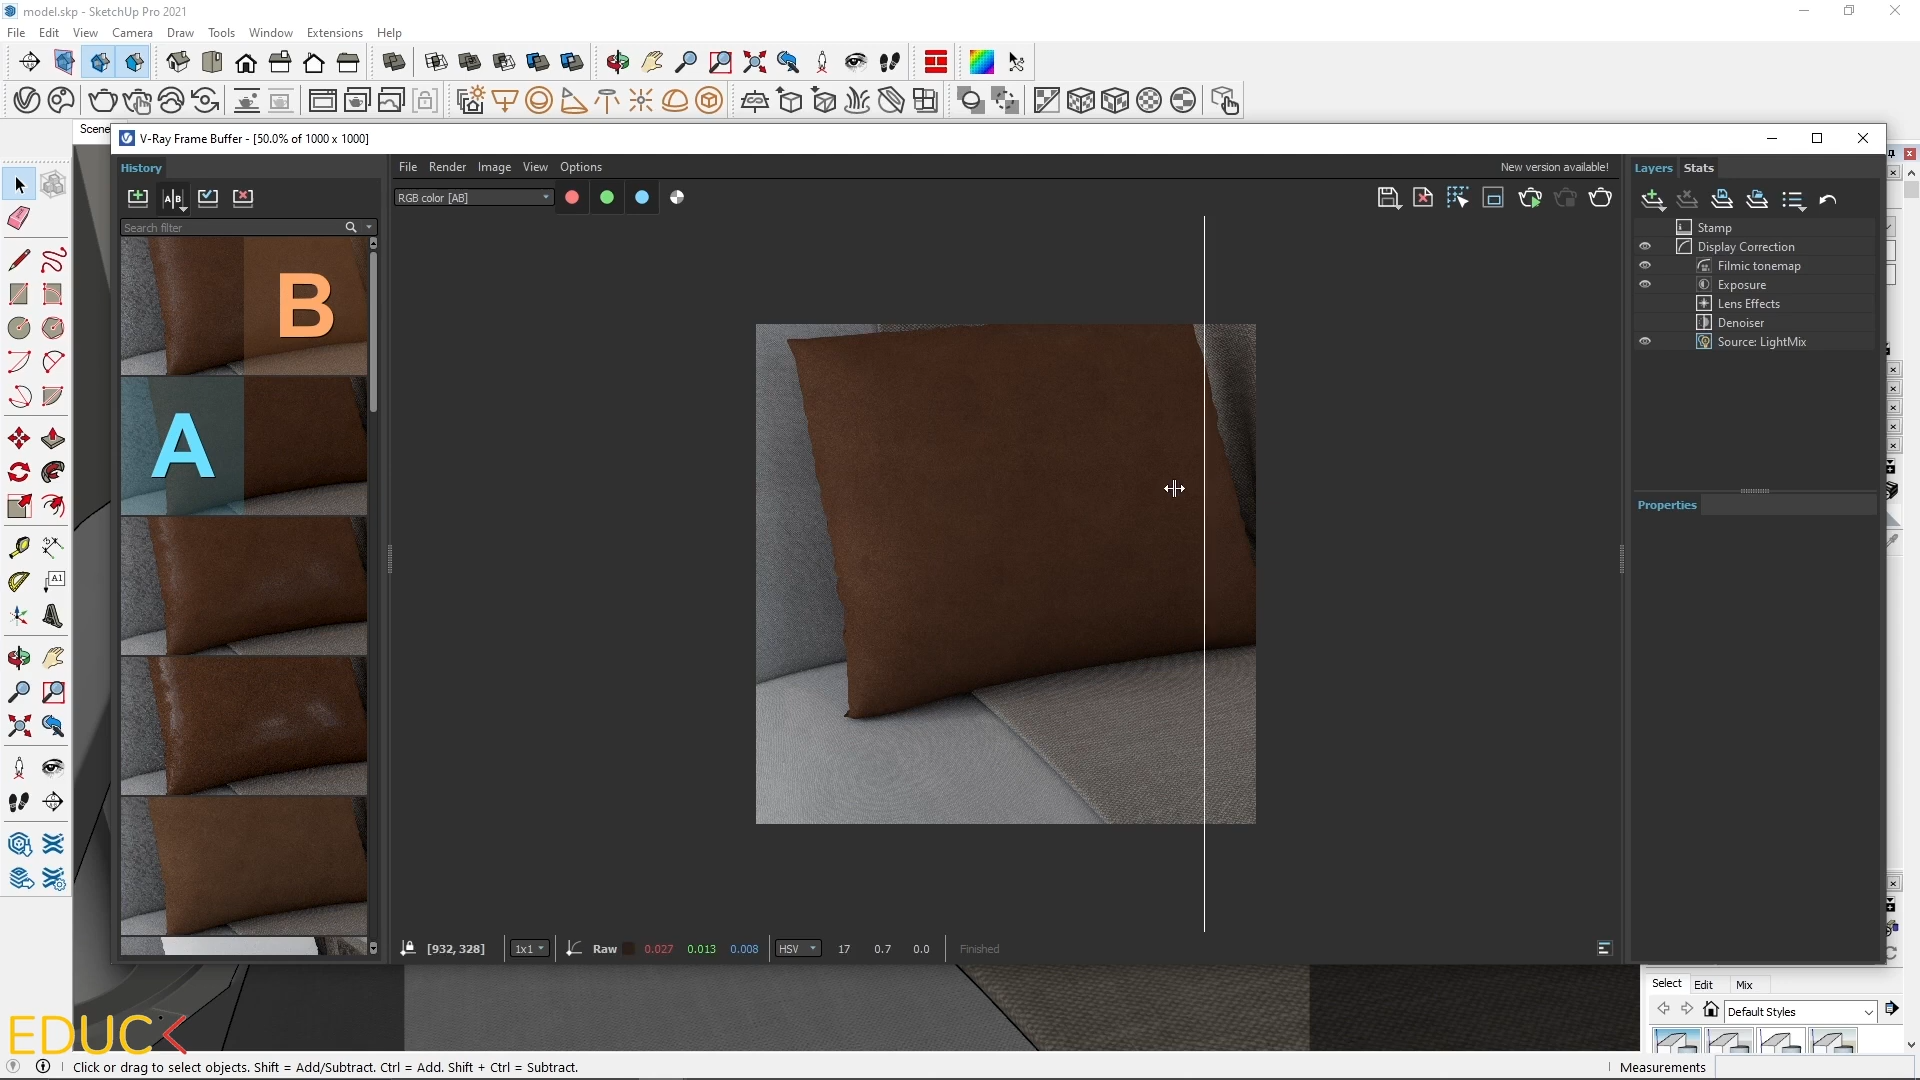 model.skp - SketchUp Pro 2021
File Edit View Camera Draw Tools Window Extensions Help
Scene
V-Ray Frame Buffer - [50.0% of 1000 x 1000]
History
File Render Image View Options
New version available!
Layers Stats
A|B
RGB color [AB]
Search filter
Stamp
Display Correction
Filmic tonemap
Exposure
Lens Effects
Denoiser
Source: LightMix
B
A
Properties
A1
[932, 328]
1x1
Raw 0.027 0.013 0.008
HSV 17 0.7 0.0
Finished
Select Edit Mix
Default Styles
EDUC
Click or drag to select objects. Shift = Add/Subtract. Ctrl = Add. Shift + Ctrl = Subtract.
Measurements